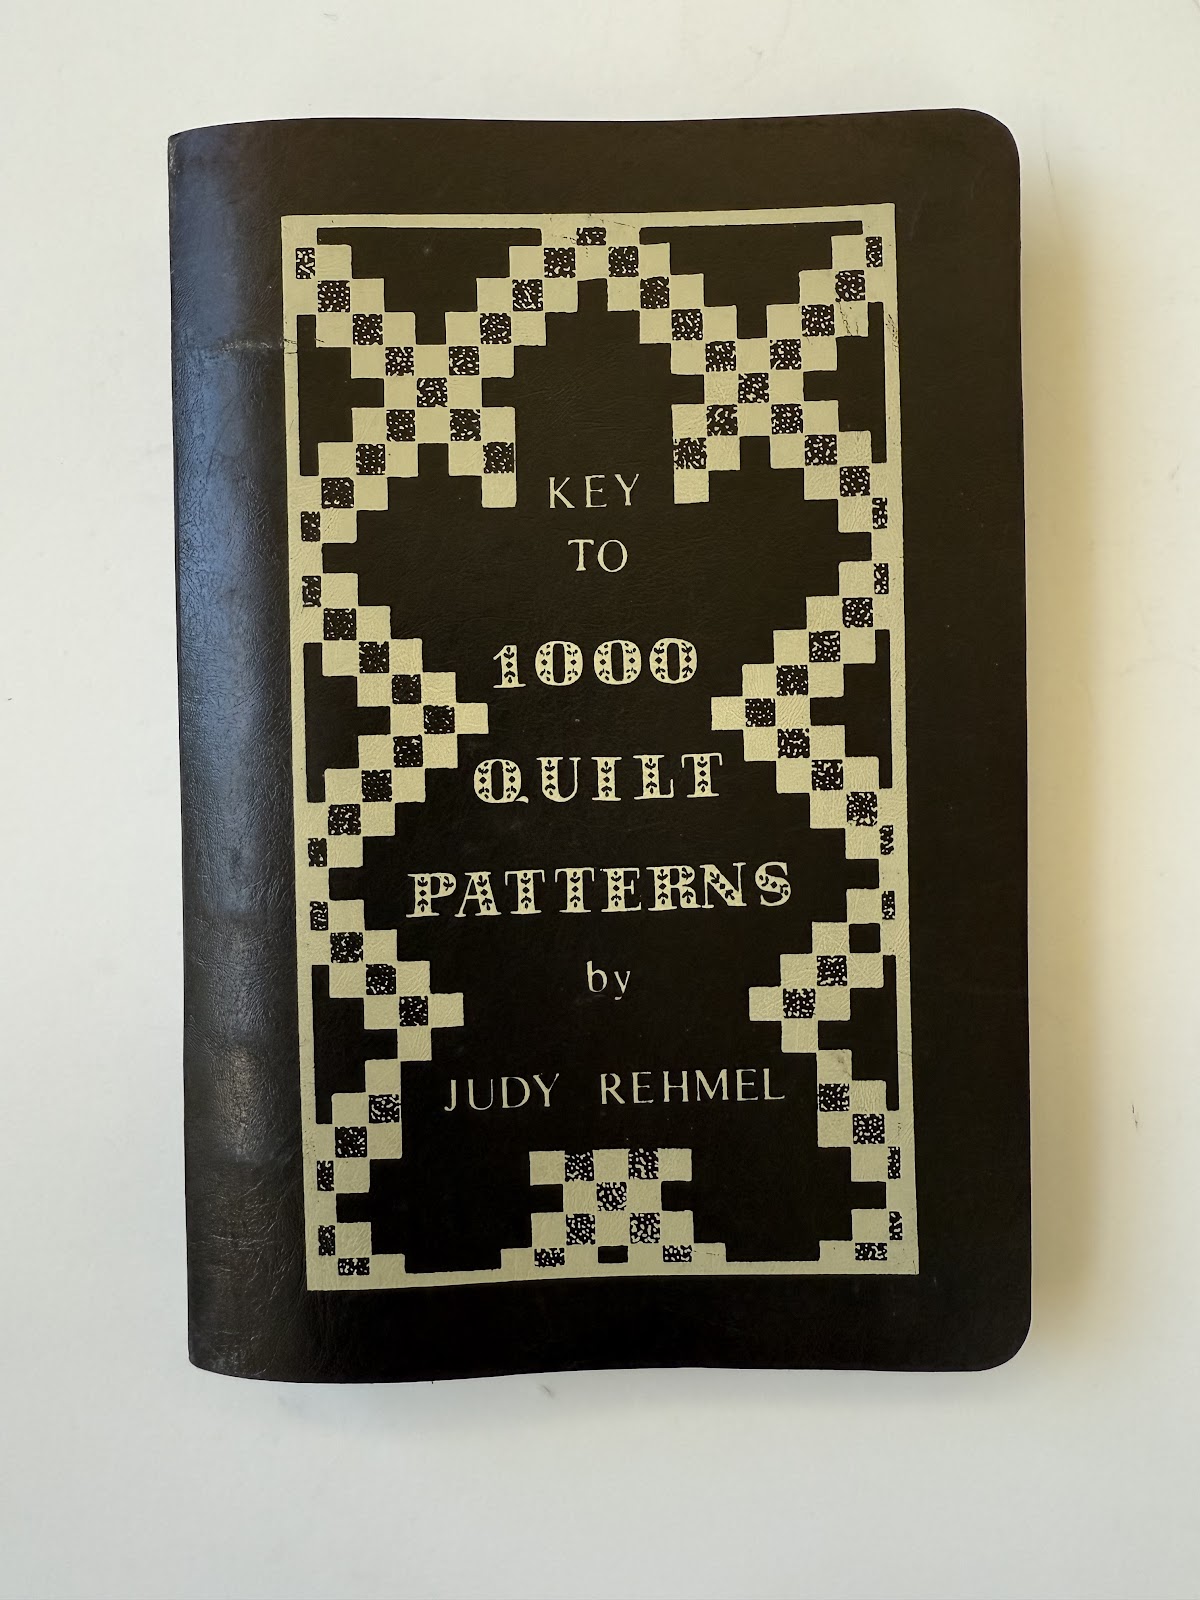 KEY
TO
1000
QUILT
PATTERNS
by
JUDY REHMEL